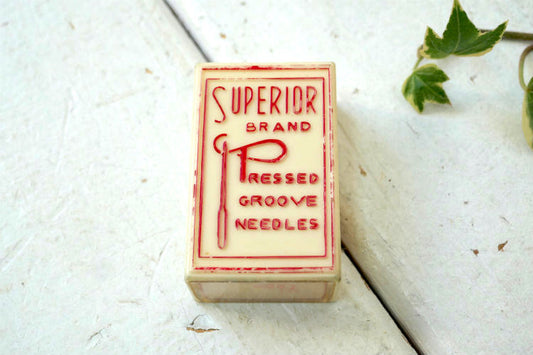 SUPERIOR
BRAND
PRESSED
GROOVE
NEEDLES